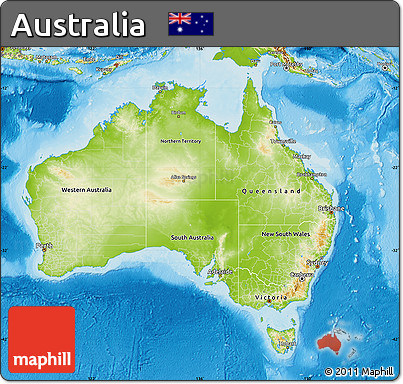 Australia
136°
Darwin
Northern Territory
Cairns
Townsville
Mackay
Rockhampton
Alice Springs
Western Australia
Queensland
Brisbane
South Australia
New South Wales
Perth
Adelaide
Sydney
Canberra
Victoria
Hobart
maphill
© 2011 Maphill